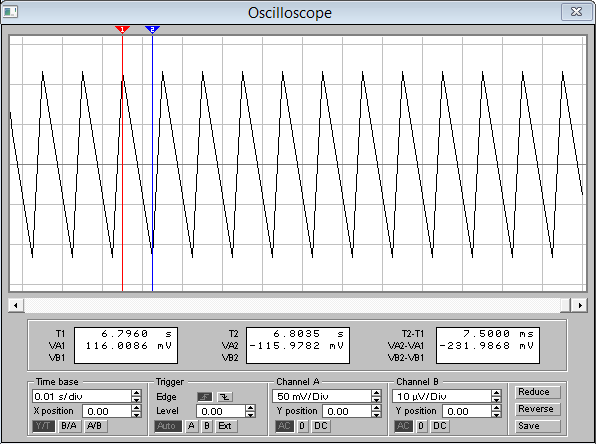 Oscilloscope
1 2
T1 6.7960 s T2 6.8035 s T2-T1 7.5000 ms
VA1 116.0086 mV VA2 -115.9782 mV VA2-VA1 -231.9868 mV
VB1 VB2 VB2-VB1
Time base Trigger Channel A Channel B
0.01 s/div Edge 50 mV/Div 10 µV/Div Reduce
X position 0.00 Level 0.00 Y position 0.00 Y position 0.00 Reverse
Y/T B/A A/B Auto A B Ext AC 0 DC AC 0 DC Save